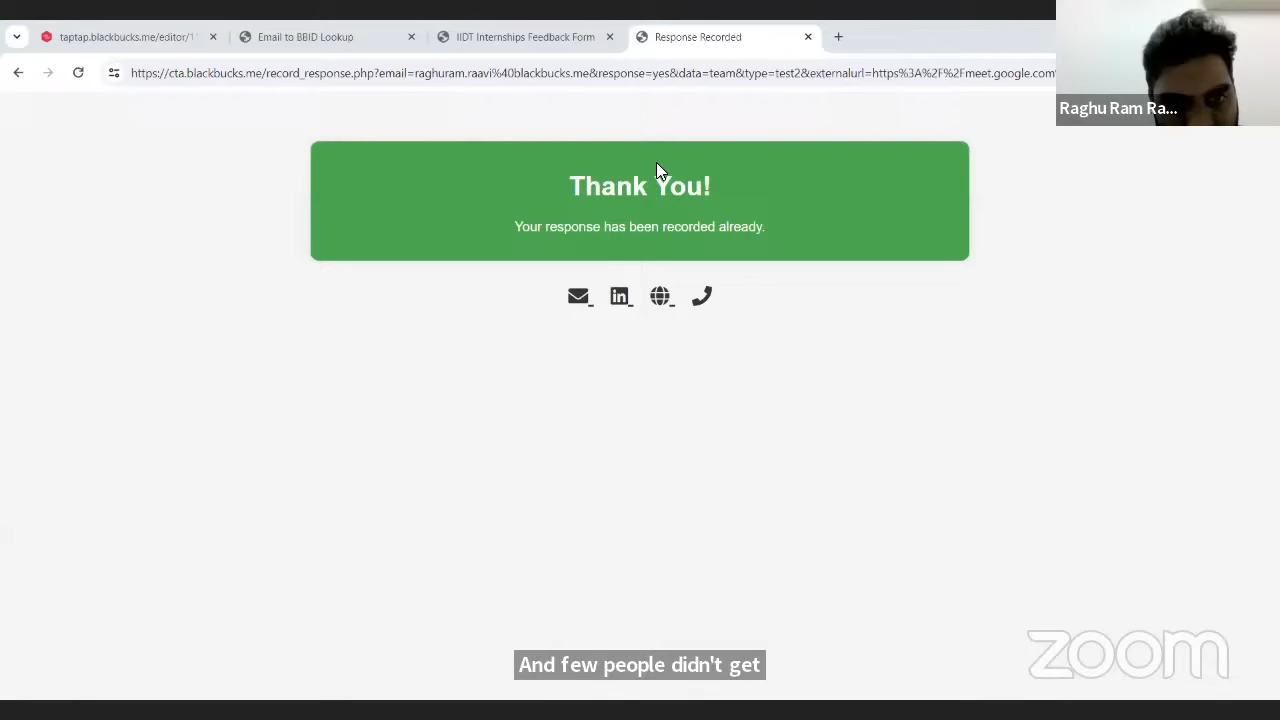 taptap.blackbucks.me/editor/1
Email to BBID Lookup
IIDT Internships Feedback Form
Response Recorded
https://cta.blackbucks.me/record_response.php?email=raghuram.raavi%40blackbucks.me&response=yes&data=team&type=test2&externalurl=https%3A%2F%2Fmeet.google.com
Raghu Ram Ra...
Thank You!
Your response has been recorded already.
And few people didn't get
zoom